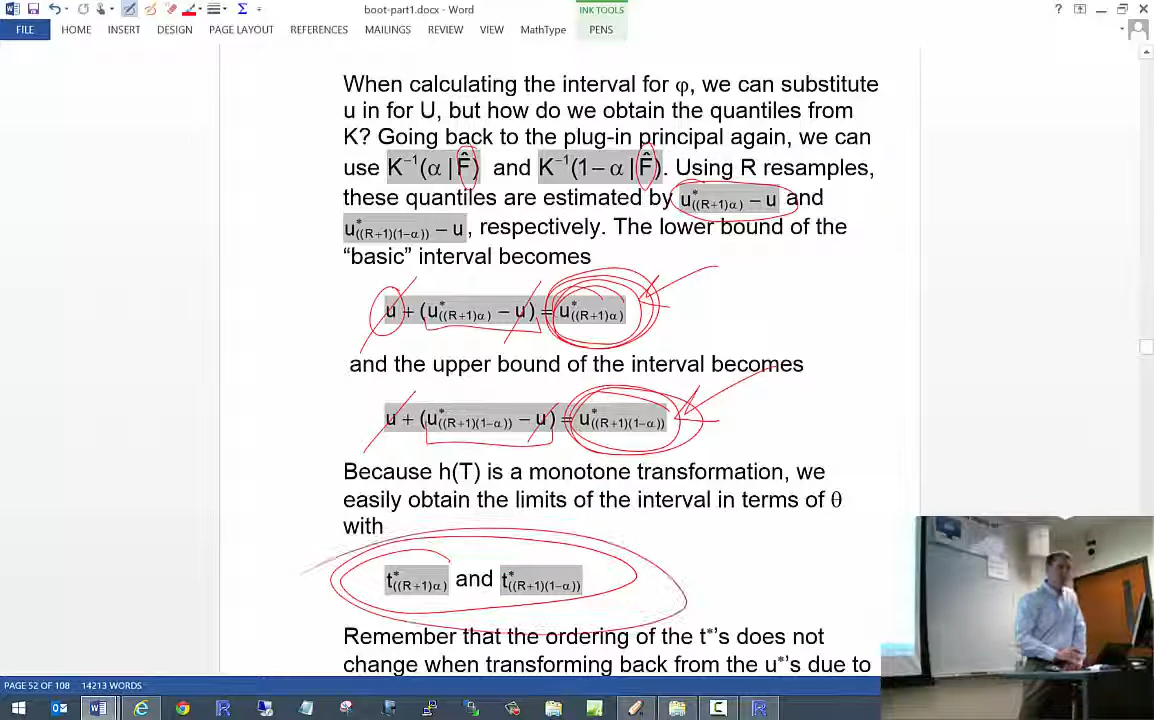 boot-part1.docx - Word
INK TOOLS
FILE HOME INSERT DESIGN PAGE LAYOUT REFERENCES MAILINGS REVIEW VIEW MathType PENS
When calculating the interval for φ, we can substitute
u in for U, but how do we obtain the quantiles from
K? Going back to the plug-in principal again, we can
use K⁻¹(α | F̂) and K⁻¹(1 − α | F̂). Using R resamples,
these quantiles are estimated by u*((R+1)α) − u and
u*((R+1)(1−α)) − u, respectively. The lower bound of the
“basic” interval becomes
u + (u*((R+1)α) − u) = u*((R+1)α)
and the upper bound of the interval becomes
u + (u*((R+1)(1−α)) − u) = u*((R+1)(1−α))
Because h(T) is a monotone transformation, we
easily obtain the limits of the interval in terms of θ
with
t*((R+1)α) and t*((R+1)(1−α))
Remember that the ordering of the t*’s does not
change when transforming back from the u*’s due to
PAGE 52 OF 108 14213 WORDS